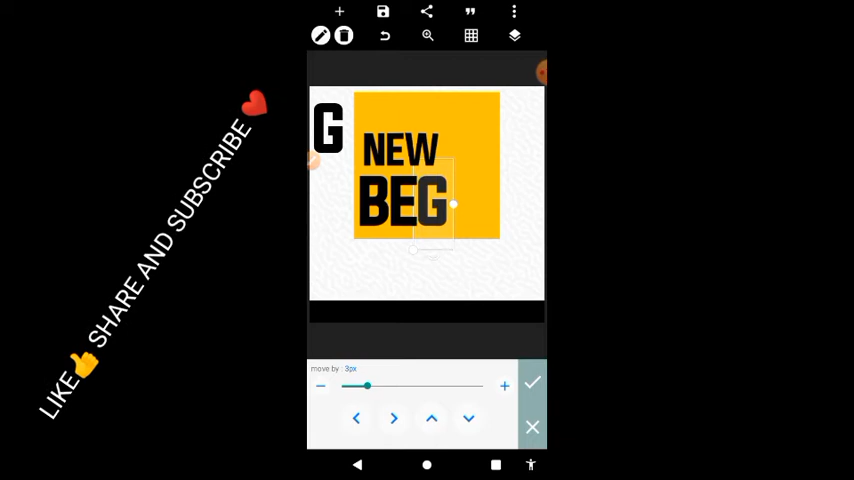 LIKE👍 SHARE AND SUBSCRIBE ❤️
G
NEW
BEG
move by : 3px